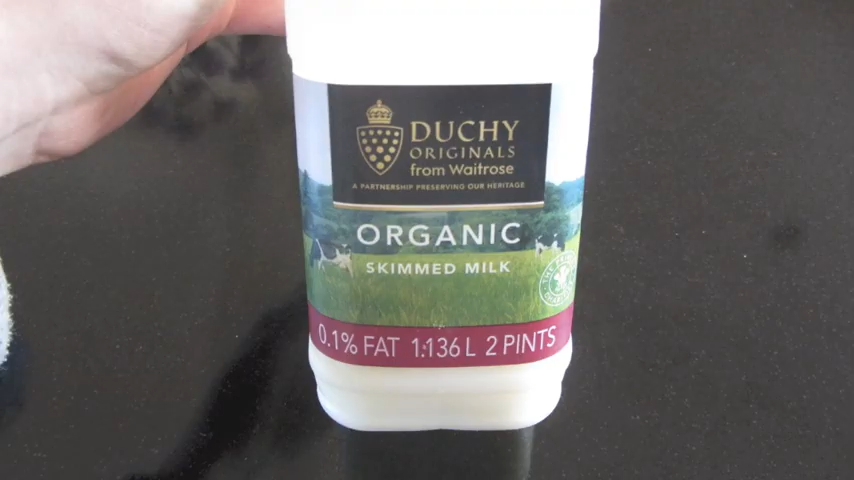 DUCHY
ORIGINALS
from Waitrose
A PARTNERSHIP PRESERVING OUR HERITAGE
ORGANIC
SKIMMED MILK
0.1% FAT 1.136 L 2 PINTS